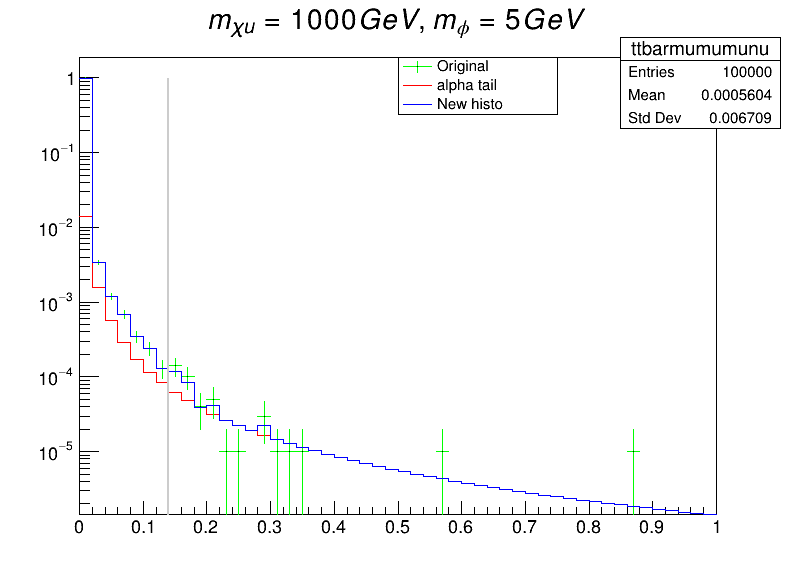 m_χu = 1000GeV, m_ϕ = 5GeV
ttbarmumumunu
Entries 100000
Mean 0.0005604
Std Dev 0.006709
Original
alpha tail
New histo
1
10^−1
10^−2
10^−3
10^−4
10^−5
0 0.1 0.2 0.3 0.4 0.5 0.6 0.7 0.8 0.9 1